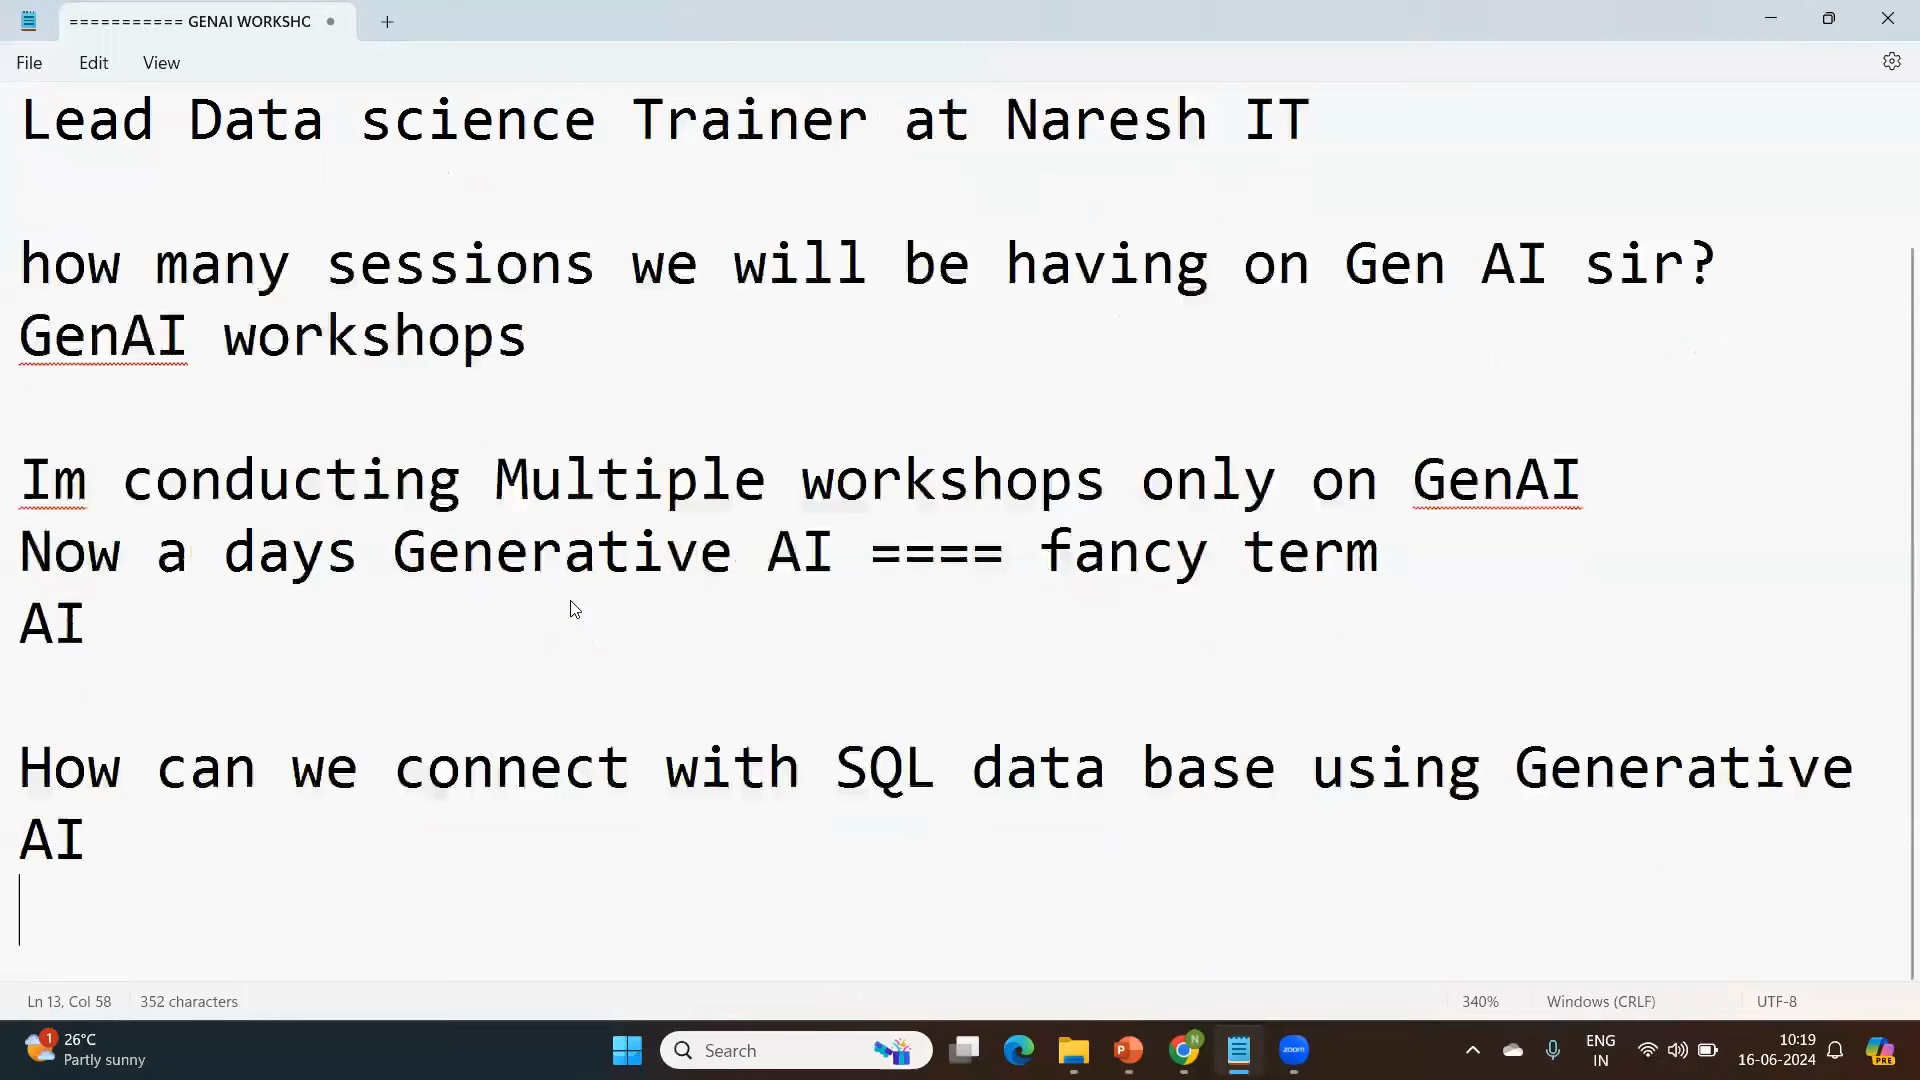 =========== GENAI WORKSHC
File Edit View
Lead Data science Trainer at Naresh IT
how many sessions we will be having on Gen AI sir?
GenAI workshops
Im conducting Multiple workshops only on GenAI
Now a days Generative AI ==== fancy term
AI
How can we connect with SQL data base using Generative
AI
Ln 13, Col 58 352 characters 340% Windows (CRLF) UTF-8
1 26°C
Partly sunny
Search
zoom
N
P
ENG
IN
10:19
16-06-2024
PRE